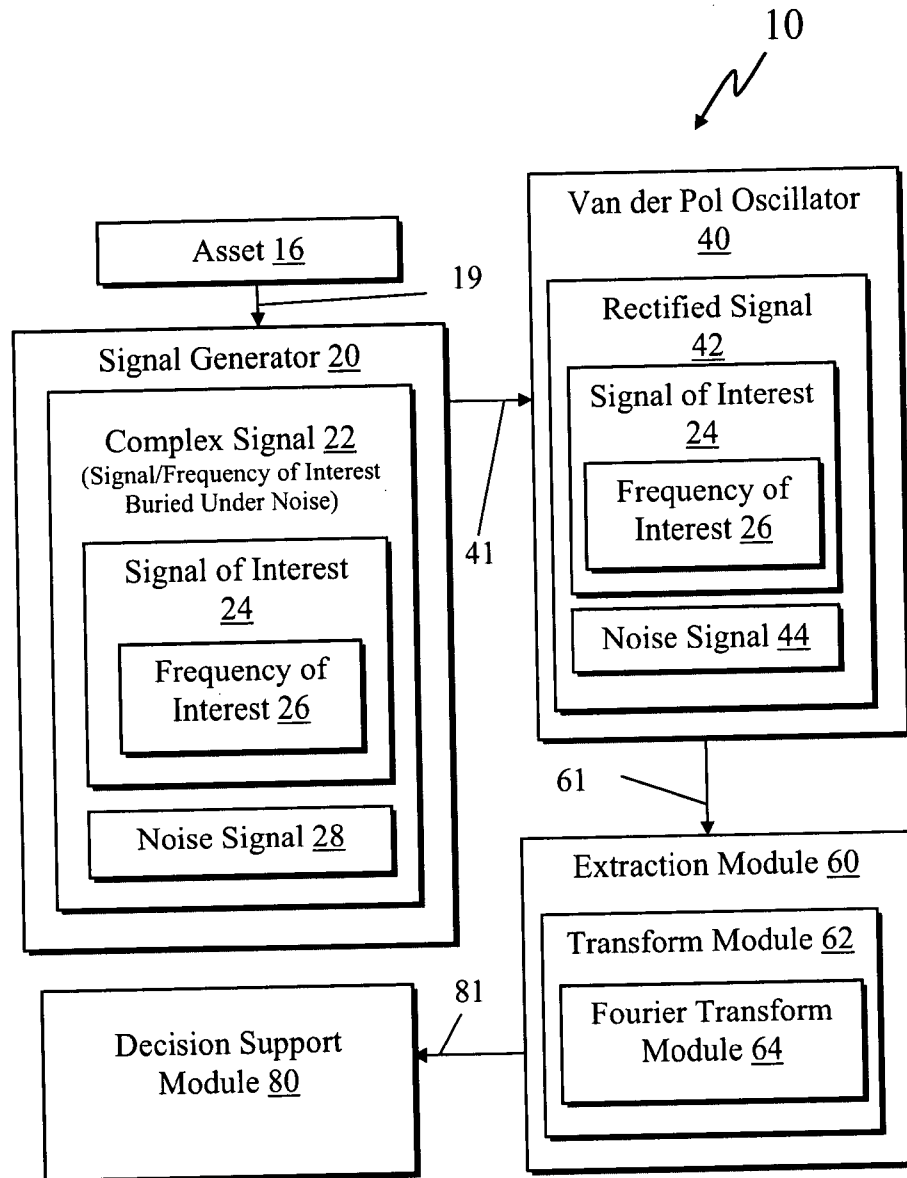 10
Asset 16
19
Signal Generator 20
Complex Signal 22
(Signal/Frequency of Interest
Buried Under Noise)
Signal of Interest
24
Frequency of
Interest 26
Noise Signal 28
41
Van der Pol Oscillator
40
Rectified Signal
42
Signal of Interest
24
Frequency of
Interest 26
Noise Signal 44
61
Extraction Module 60
Transform Module 62
Fourier Transform
Module 64
81
Decision Support
Module 80